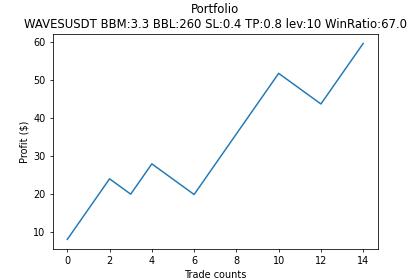 Portfolio
WAVESUSDT BBM:3.3 BBL:260 SL:0.4 TP:0.8 lev:10 WinRatio:67.0
60
50
40
30
20
10
Profit ($)
0 2 4 6 8 10 12 14
Trade counts